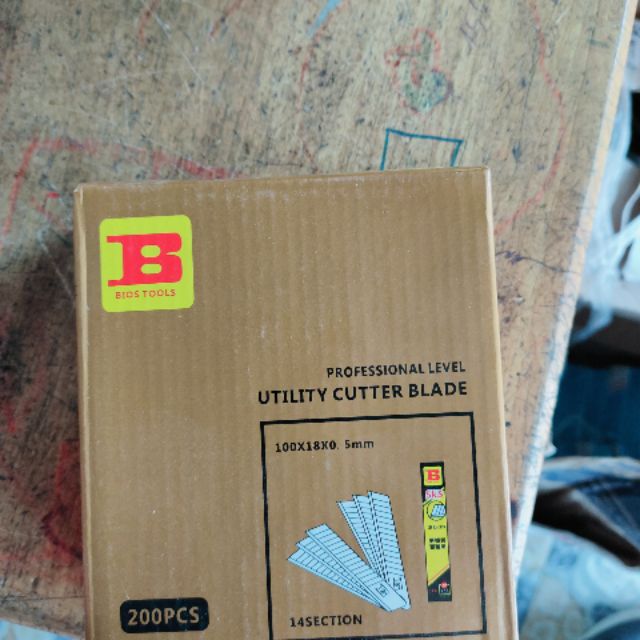 B
BIOS TOOLS
PROFESSIONAL LEVEL
UTILITY CUTTER BLADE
100X18X0.5mm
B
SK5
14SECTION
200PCS